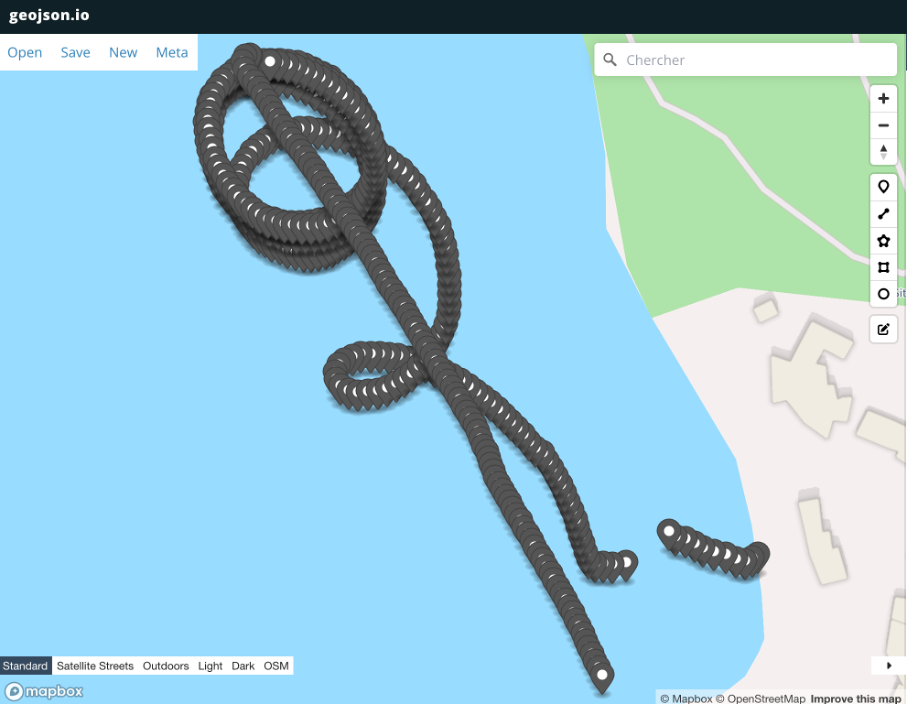 geojson.io
Open Save New Meta
Chercher
Standard Satellite Streets Outdoors Light Dark OSM
mapbox
© Mapbox © OpenStreetMap Improve this map